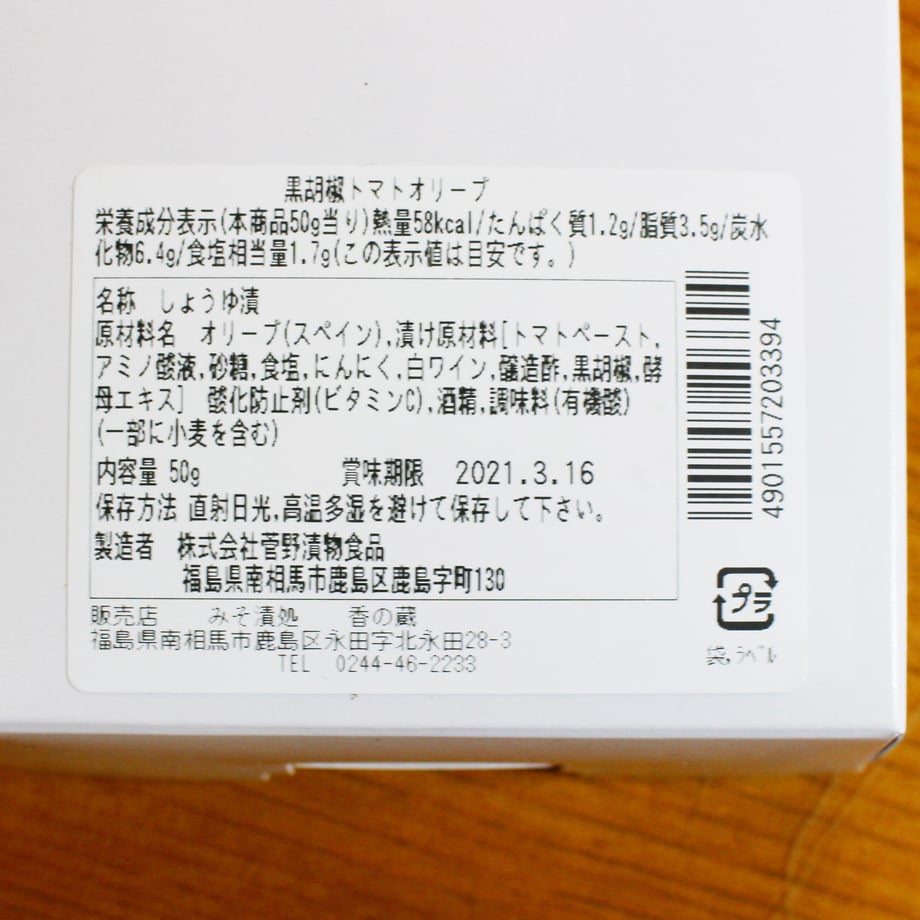 黒胡椒トマトオリーブ
栄養成分表示(本商品50g当り)熱量58kcal/たんぱく質1.2g/脂質3.5g/炭水
化物6.4g/食塩相当量1.7g(この表示値は目安です。)
名称 しょうゆ漬
原材料名 オリーブ(スペイン),漬け原材料[トマトペースト,
アミノ酸液,砂糖,食塩,にんにく,白ワイン,醸造酢,黒胡椒,酵
母エキス] 酸化防止剤(ビタミンC),酒精,調味料(有機酸)
(一部に小麦を含む)
内容量 50g 賞味期限 2021.3.16
保存方法 直射日光,高温多湿を避けて保存して下さい。
製造者 株式会社菅野漬物食品
福島県南相馬市鹿島区鹿島字町130
販売店 みそ漬処 香の蔵
福島県南相馬市鹿島区永田字北永田28-3
TEL 0244-46-2233
4901557203394
プラ
袋,ラベル